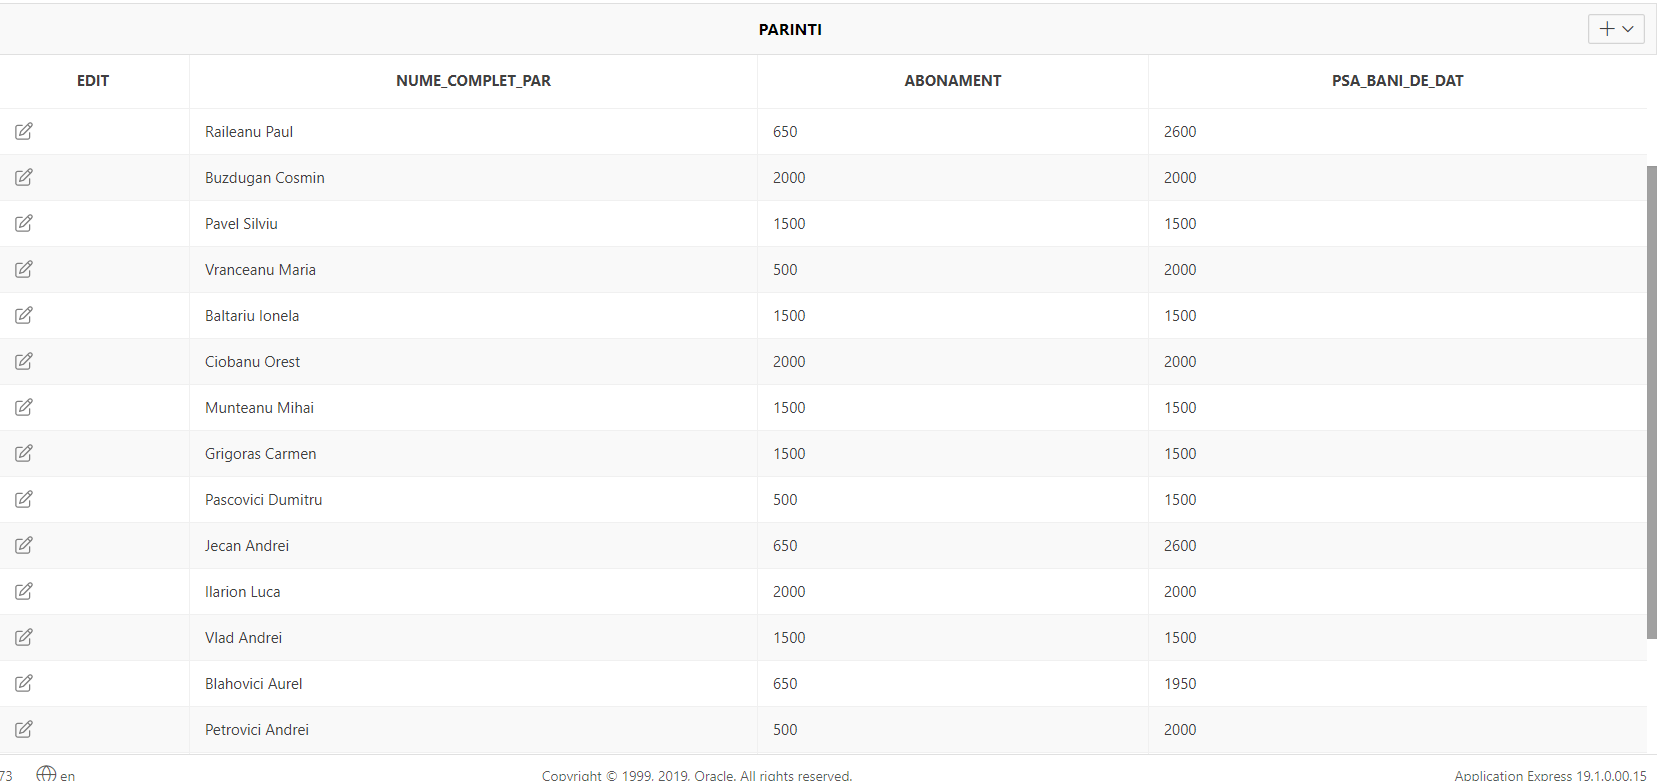 PARINTI
EDIT NUME_COMPLET_PAR ABONAMENT PSA_BANI_DE_DAT
Raileanu Paul 650 2600
Buzdugan Cosmin 2000 2000
Pavel Silviu 1500 1500
Vranceanu Maria 500 2000
Baltariu Ionela 1500 1500
Ciobanu Orest 2000 2000
Munteanu Mihai 1500 1500
Grigoras Carmen 1500 1500
Pascovici Dumitru 500 1500
Jecan Andrei 650 2600
Ilarion Luca 2000 2000
Vlad Andrei 1500 1500
Blahovici Aurel 650 1950
Petrovici Andrei 500 2000
73 en Copyright © 1999, 2019, Oracle. All rights reserved. Application Express 19.1.0.00.15